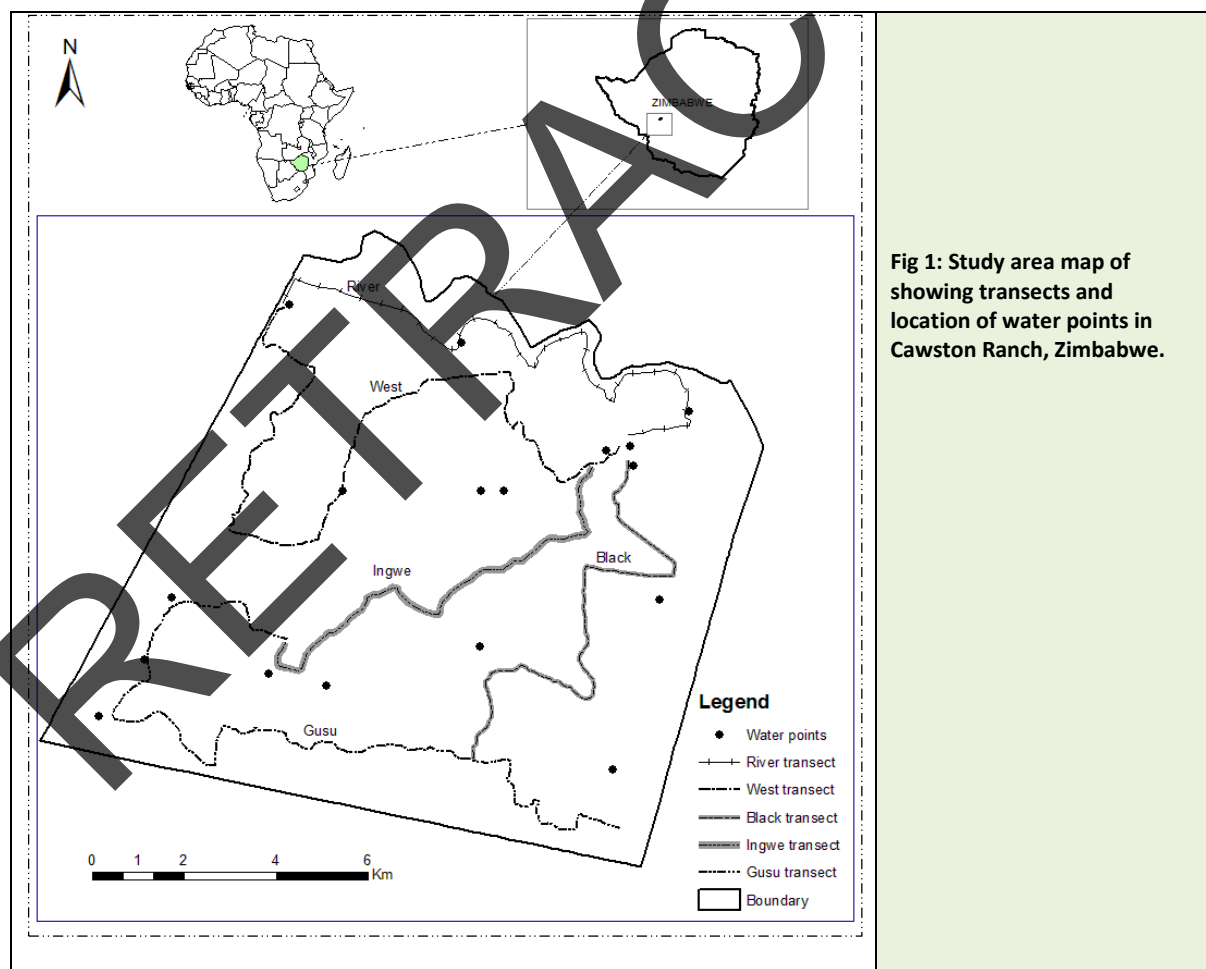 N
ZIMBABWE
River
West
Ingwe
Black
Gusu
Legend
Water points
River transect
West transect
Black transect
Ingwe transect
Gusu transect
Boundary
0 1 2 4 6
Km
Fig 1: Study area map of
showing transects and
location of water points in
Cawston Ranch, Zimbabwe.
RETRAC